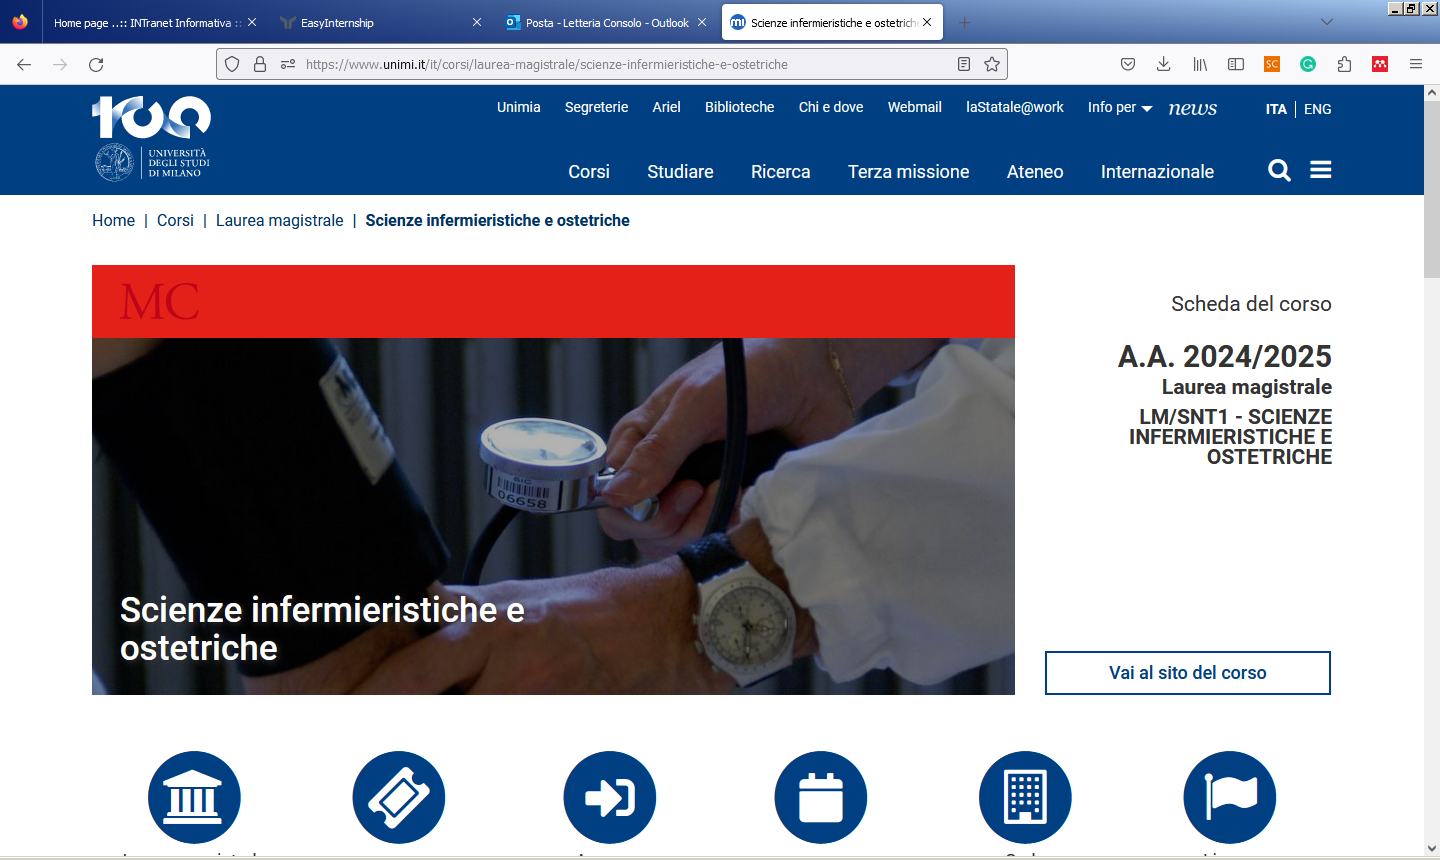 Home page ..:: INTranet Informativa ::
EasyInternship
Posta - Letteria Consolo - Outlook
Scienze infermieristiche e ostetriche
https://www.unimi.it/it/corsi/laurea-magistrale/scienze-infermieristiche-e-ostetriche
SC
100
UNIVERSITÀ
DEGLI STUDI
DI MILANO
Unimia Segreterie Ariel Biblioteche Chi e dove Webmail laStatale@work Info per news ITA ENG
Corsi Studiare Ricerca Terza missione Ateneo Internazionale
Home | Corsi | Laurea magistrale | Scienze infermieristiche e ostetriche
MC
06658
Scienze infermieristiche e
ostetriche
Scheda del corso
A.A. 2024/2025
Laurea magistrale
LM/SNT1 - SCIENZE
INFERMIERISTICHE E
OSTETRICHE
Vai al sito del corso